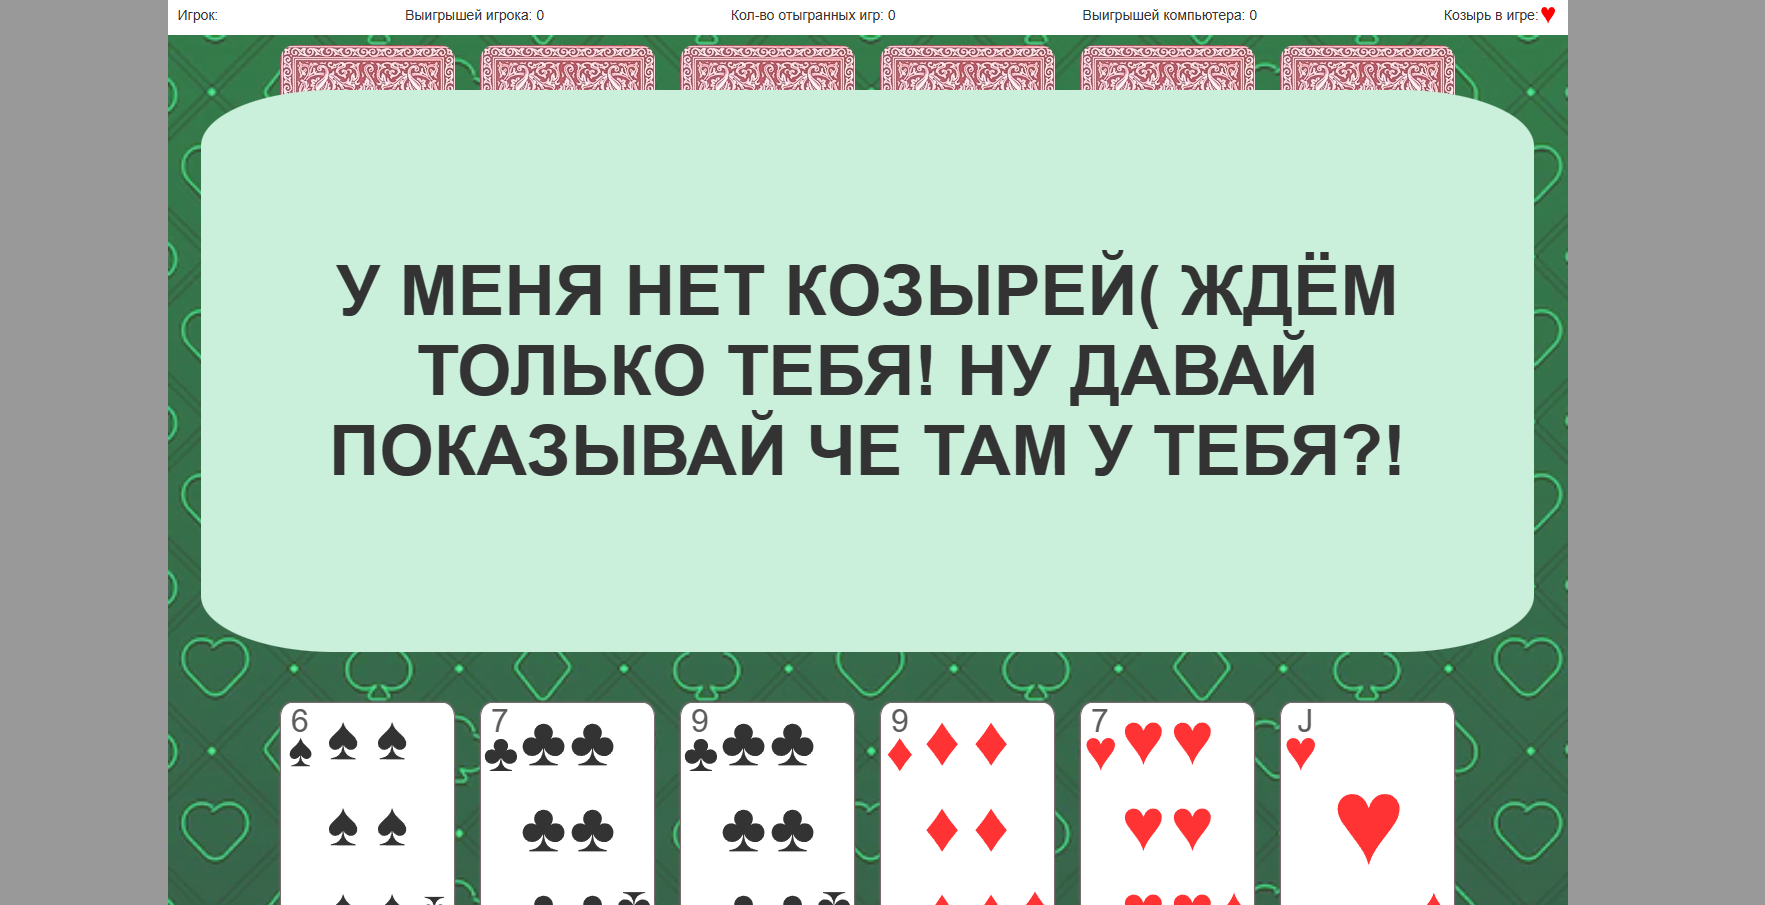 Игрок: Выигрышей игрока: 0 Кол-во отыгранных игр: 0 Выигрышей компьютера: 0 Козырь в игре:♥
У МЕНЯ НЕТ КОЗЫРЕЙ( ЖДЁМ
ТОЛЬКО ТЕБЯ! НУ ДАВАЙ
ПОКАЗЫВАЙ ЧЕ ТАМ У ТЕБЯ?!
6 7 9 9 7 J